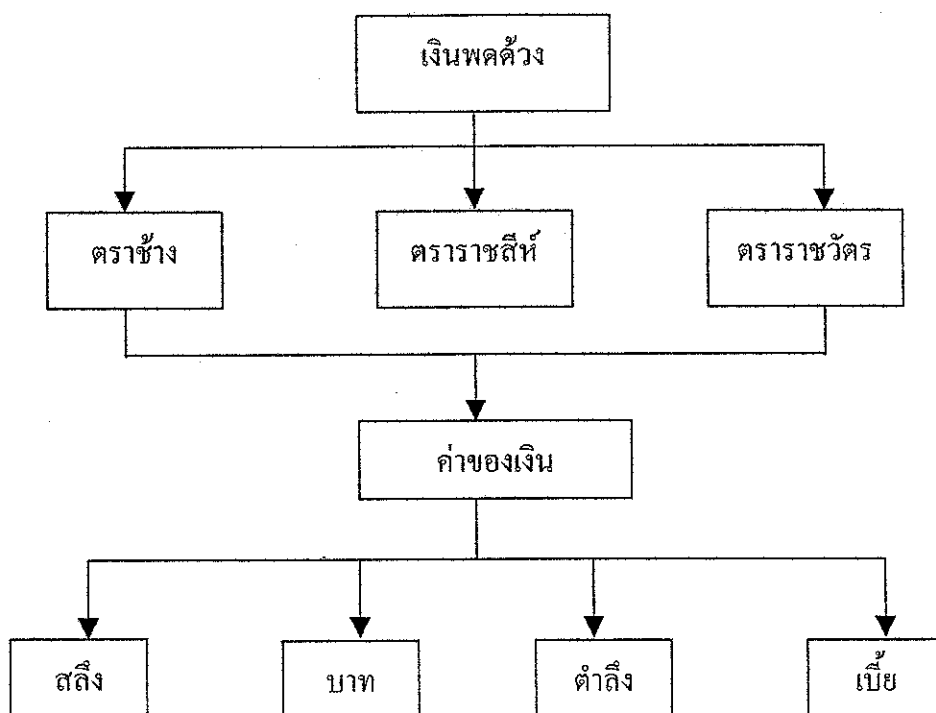 เงินพดด้วง
ตราช้าง
ตราราชสีห์
ตราราชวัตร
ค่าของเงิน
สลึง
บาท
ตำลึง
เบี้ย